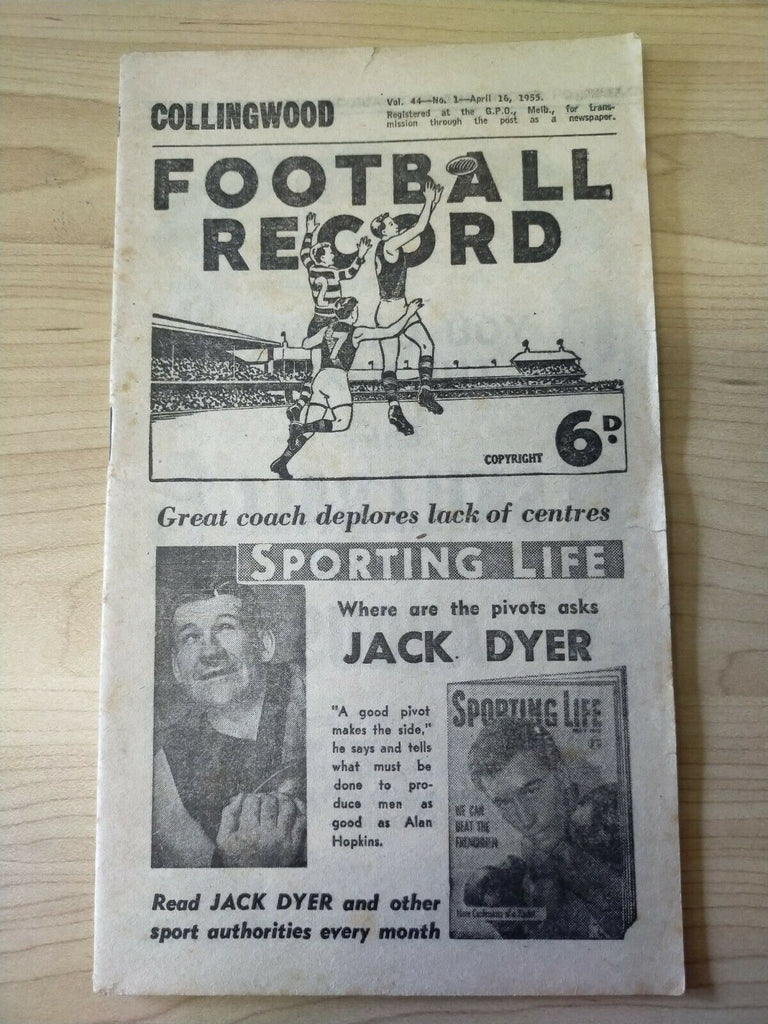 COLLINGWOOD
Vol. 44—No. 1—April 16, 1955.
Registered at the G.P.O., Melb., for trans-
mission through the post as a newspaper.
FOOTBALL
RECORD
2
7
COPYRIGHT 6D.
Great coach deplores lack of centres
SPORTING LIFE
Where are the pivots asks
JACK DYER
"A good pivot
makes the side,"
he says and tells
what must be
done to pro-
duce men as
good as Alan
Hopkins.
SPORTING LIFE
WE CAN
BEAT THE
FRENCHMEN
Read JACK DYER and other
sport authorities every month